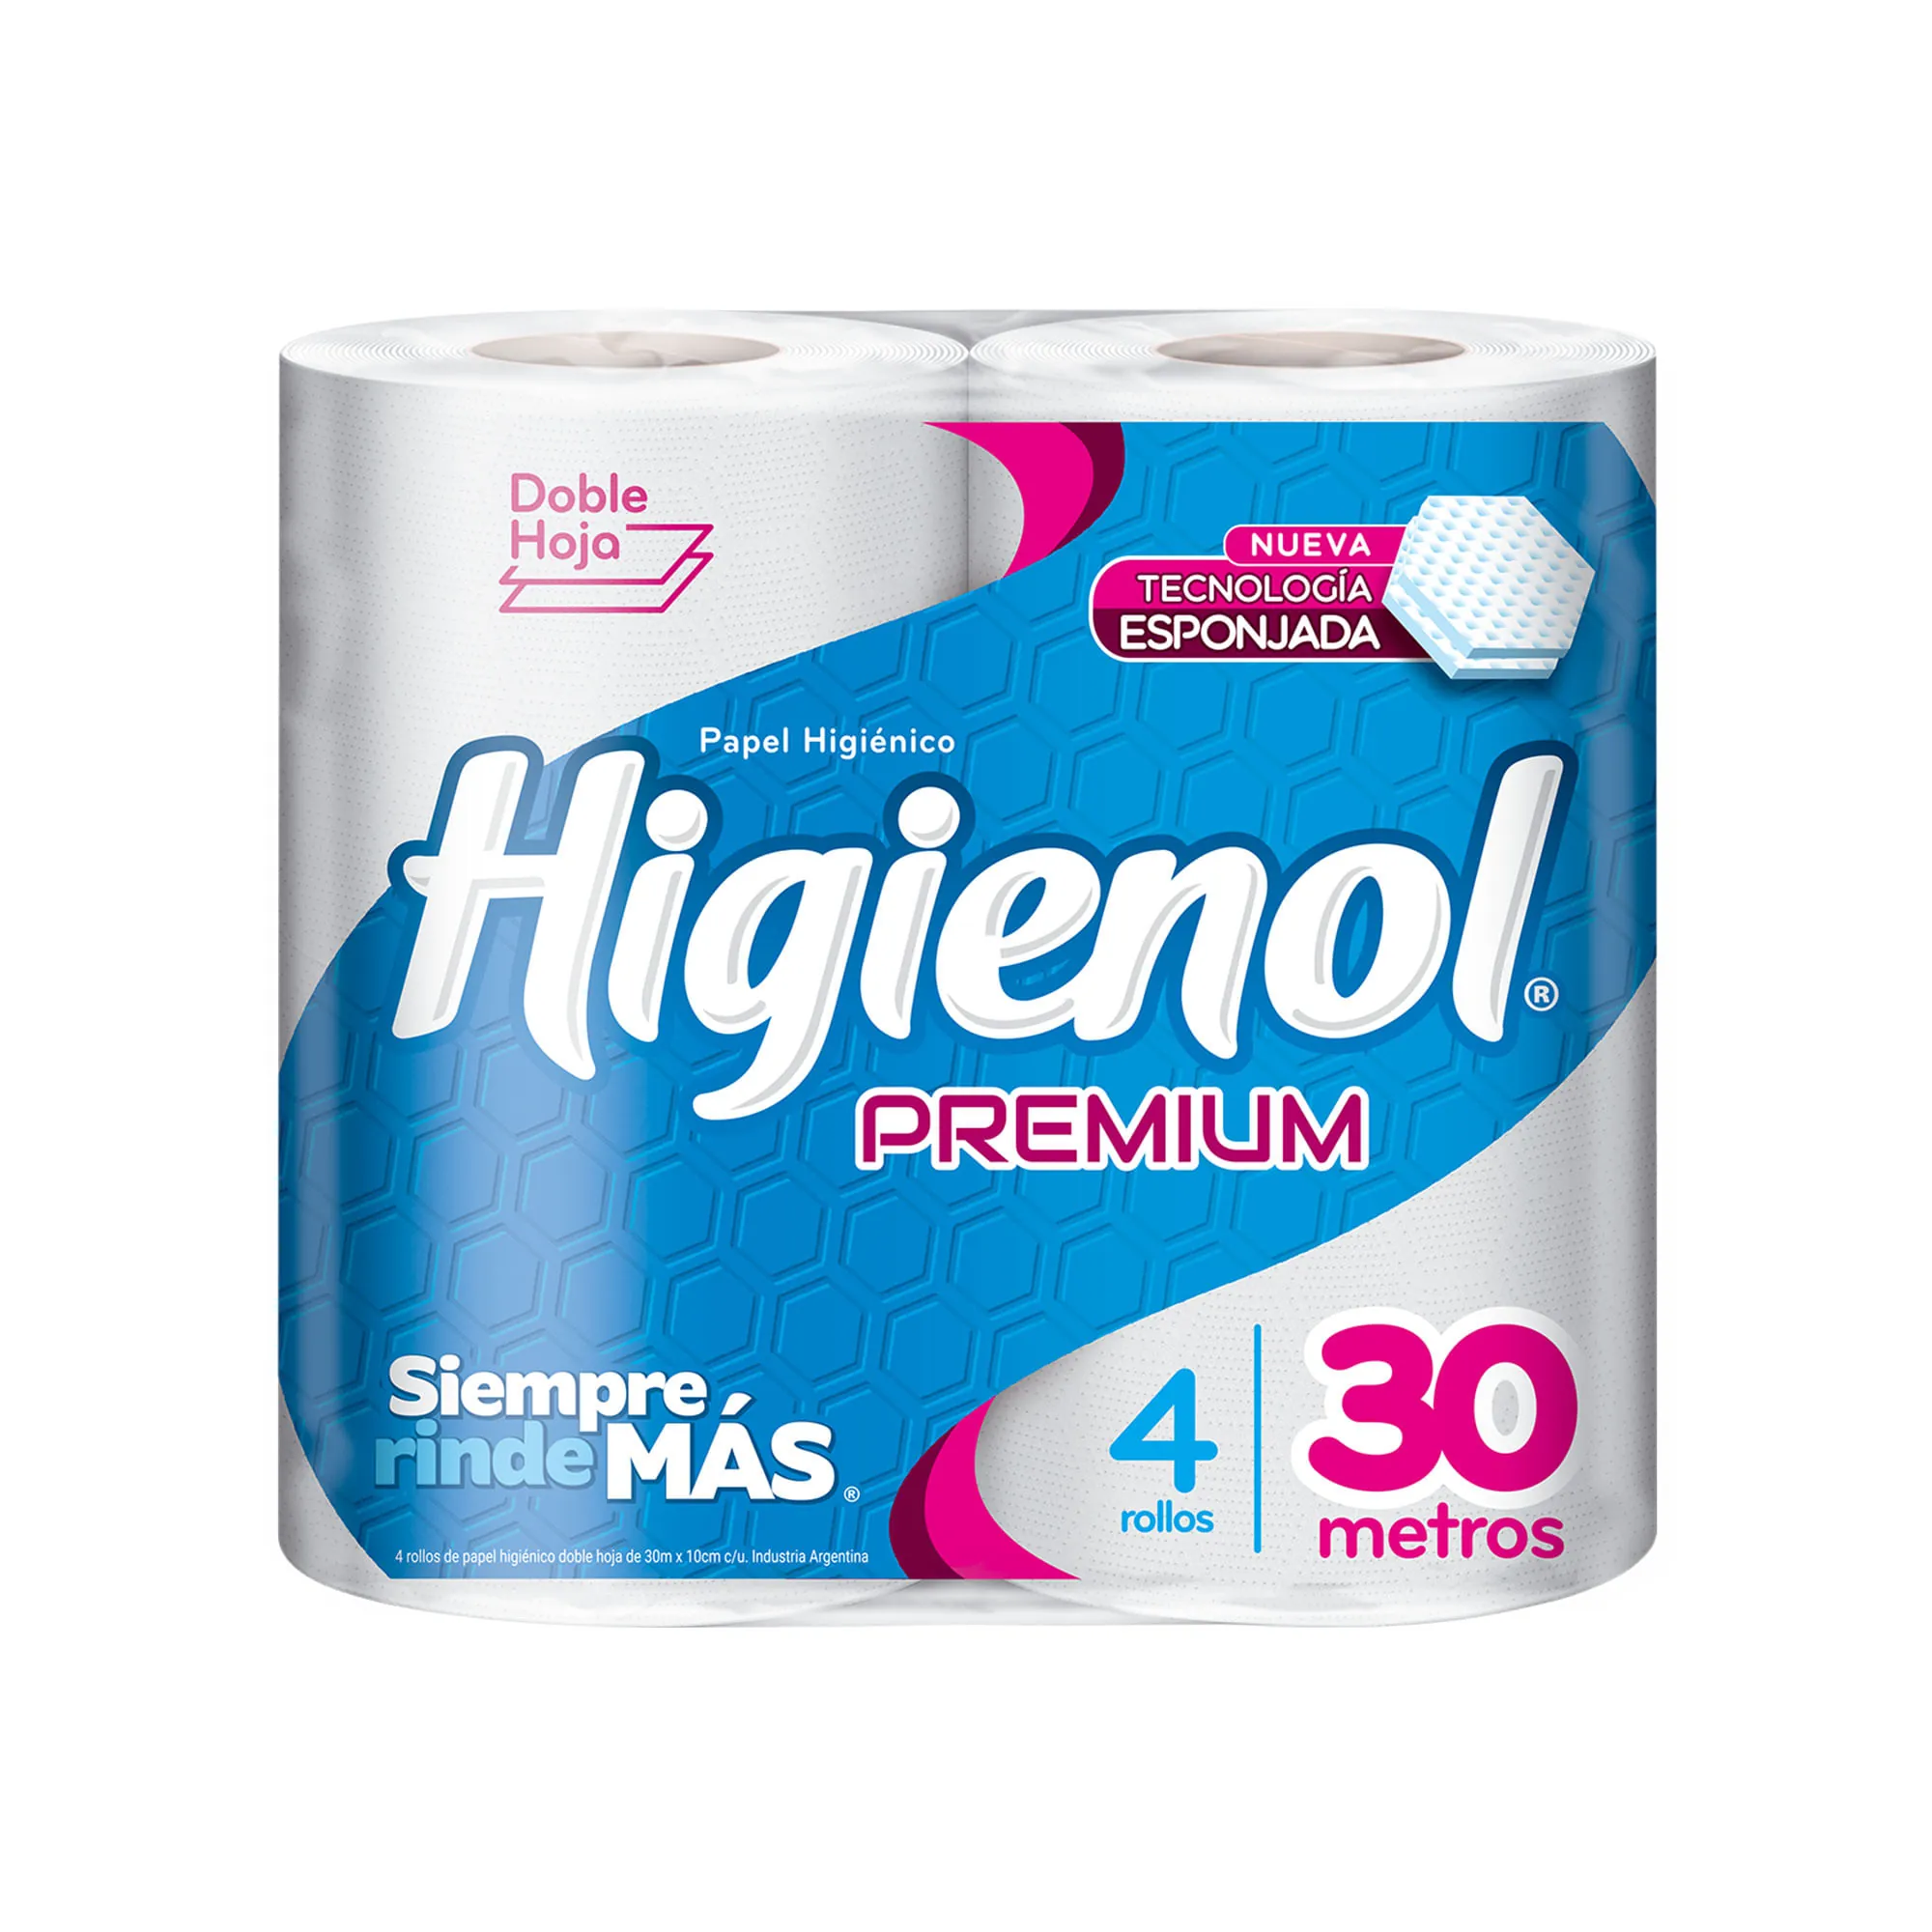 Doble
Hoja
NUEVA
TECNOLOGÍA
ESPONJADA
Papel Higiénico
Higienol®
PREMIUM
Siempre
rinde MÁS®
4
rollos
30
metros
4 rollos de papel higiénico doble hoja de 30m x 10cm c/u. Industria Argentina